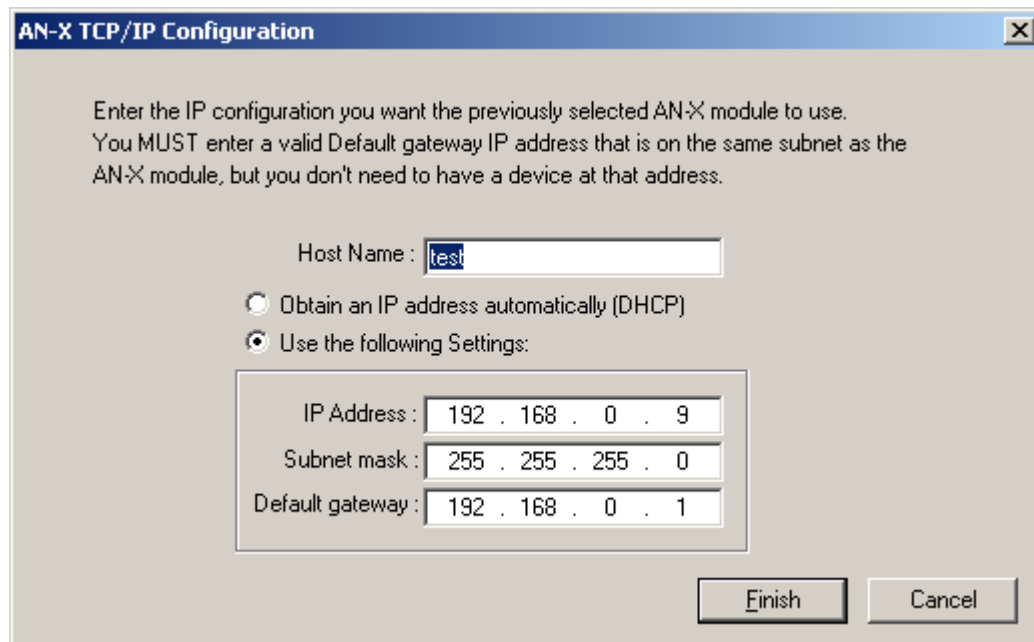 AN-X TCP/IP Configuration
Enter the IP configuration you want the previously selected AN-X module to use.
You MUST enter a valid Default gateway IP address that is on the same subnet as the
AN-X module, but you don't need to have a device at that address.
Host Name : test
Obtain an IP address automatically (DHCP)
Use the following Settings:
IP Address : 192 . 168 . 0 . 9
Subnet mask : 255 . 255 . 255 . 0
Default gateway : 192 . 168 . 0 . 1
Finish Cancel